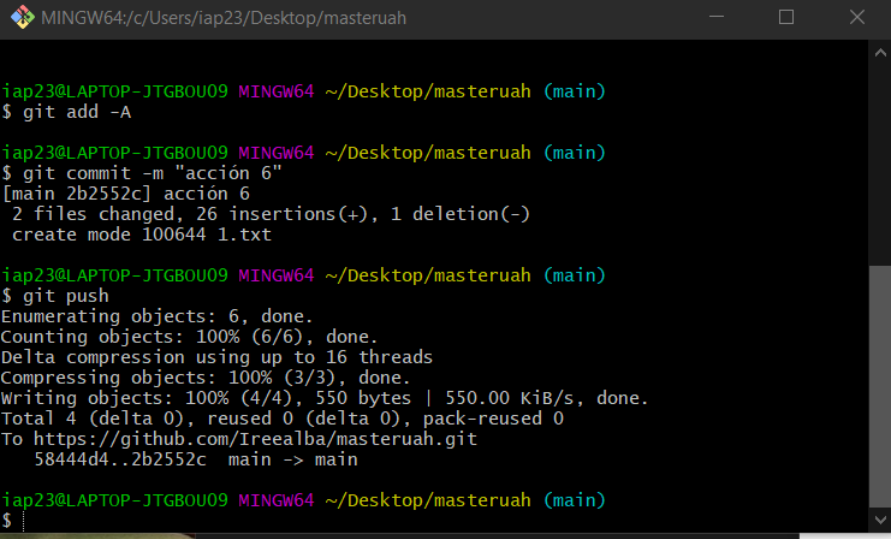 MINGW64:/c/Users/iap23/Desktop/masteruah
iap23@LAPTOP-JTGBOU09 MINGW64 ~/Desktop/masteruah (main)
$ git add -A
iap23@LAPTOP-JTGBOU09 MINGW64 ~/Desktop/masteruah (main)
$ git commit -m "acción 6"
[main 2b2552c] acción 6
 2 files changed, 26 insertions(+), 1 deletion(-)
 create mode 100644 1.txt
iap23@LAPTOP-JTGBOU09 MINGW64 ~/Desktop/masteruah (main)
$ git push
Enumerating objects: 6, done.
Counting objects: 100% (6/6), done.
Delta compression using up to 16 threads
Compressing objects: 100% (3/3), done.
Writing objects: 100% (4/4), 550 bytes | 550.00 KiB/s, done.
Total 4 (delta 0), reused 0 (delta 0), pack-reused 0
To https://github.com/Ireealba/masteruah.git
   58444d4..2b2552c  main -> main
iap23@LAPTOP-JTGBOU09 MINGW64 ~/Desktop/masteruah (main)
$